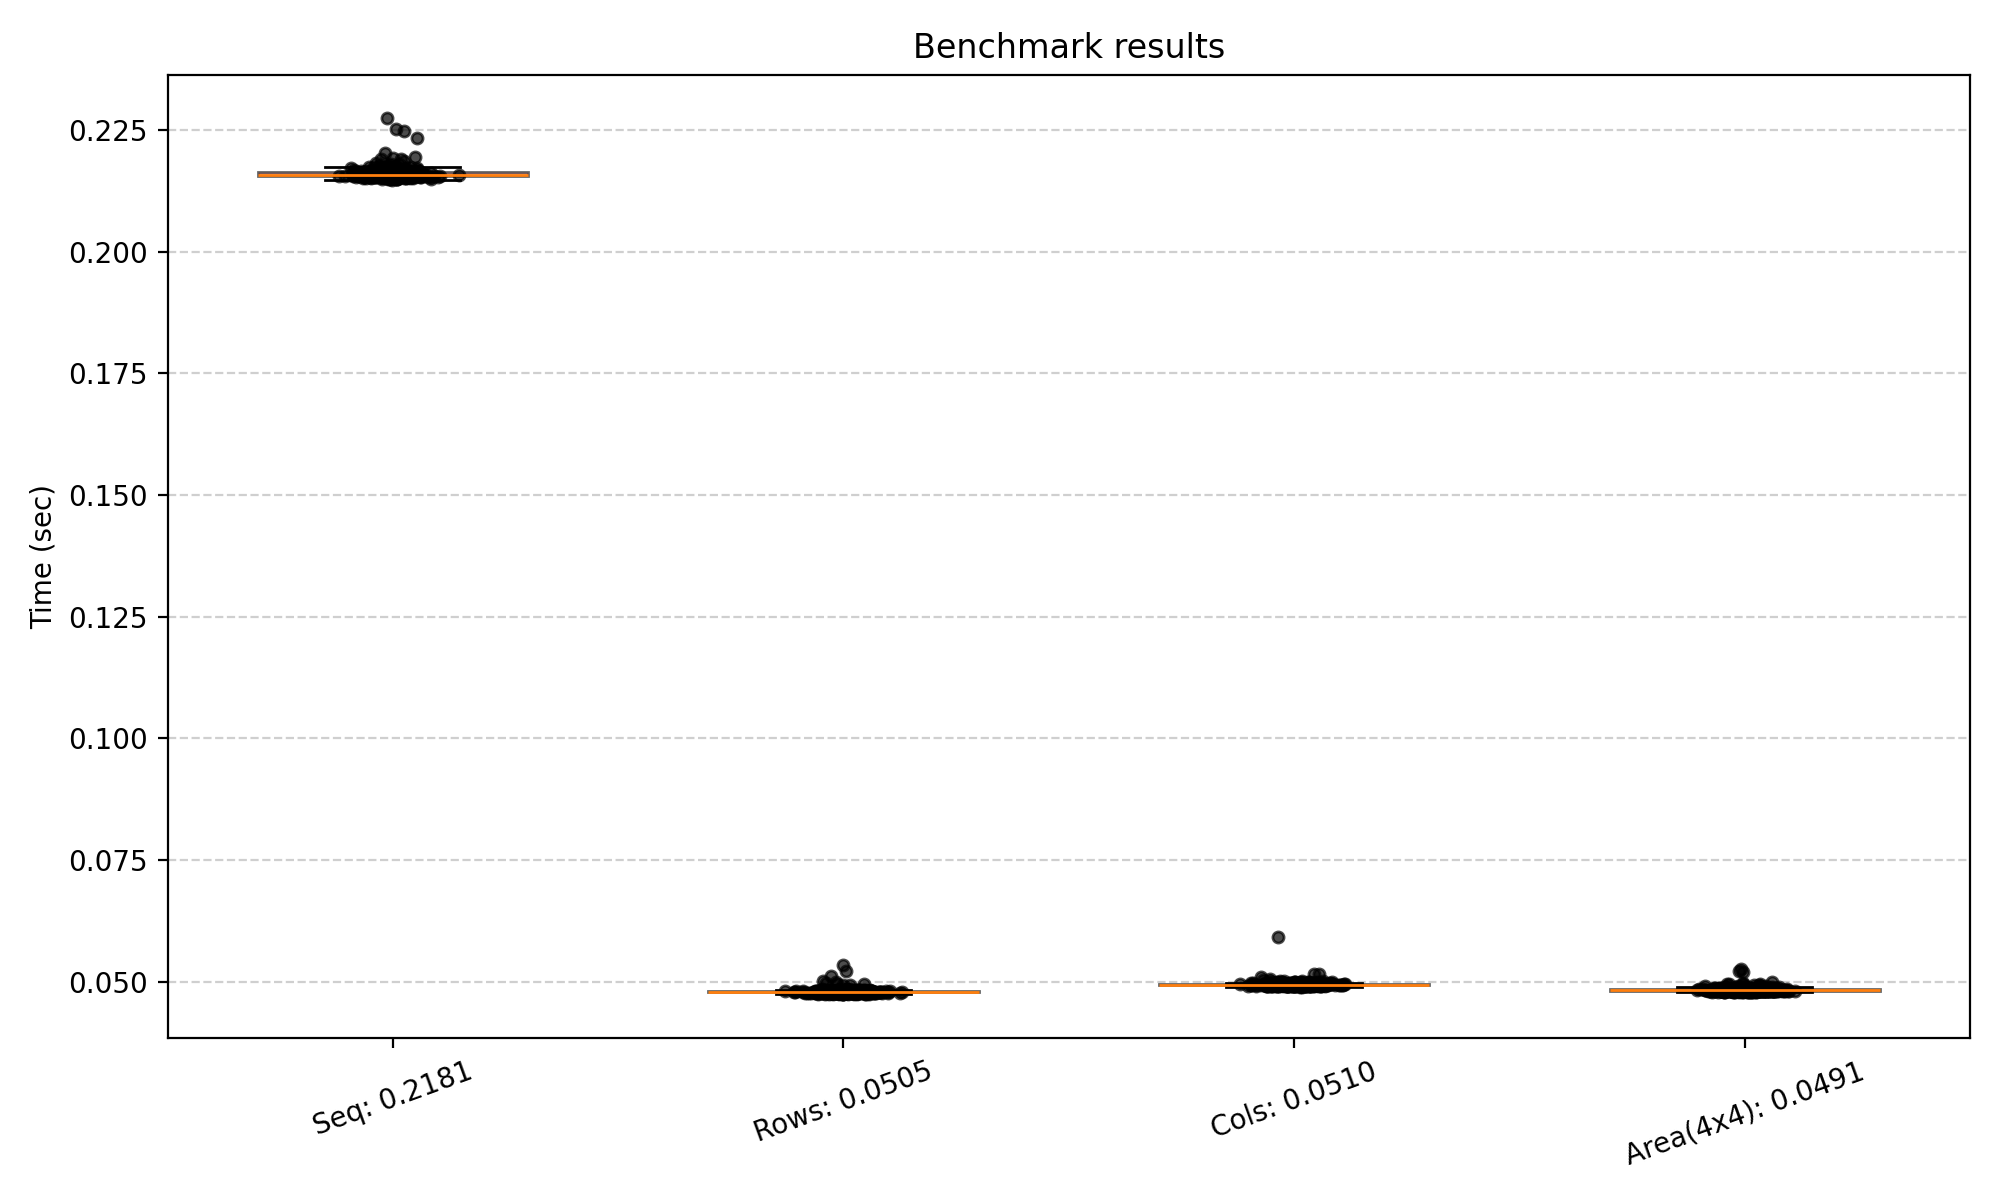 Benchmark results
Time (sec)
0.225
0.200
0.175
0.150
0.125
0.100
0.075
0.050
Seq: 0.2181
Rows: 0.0505
Cols: 0.0510
Area(4x4): 0.0491